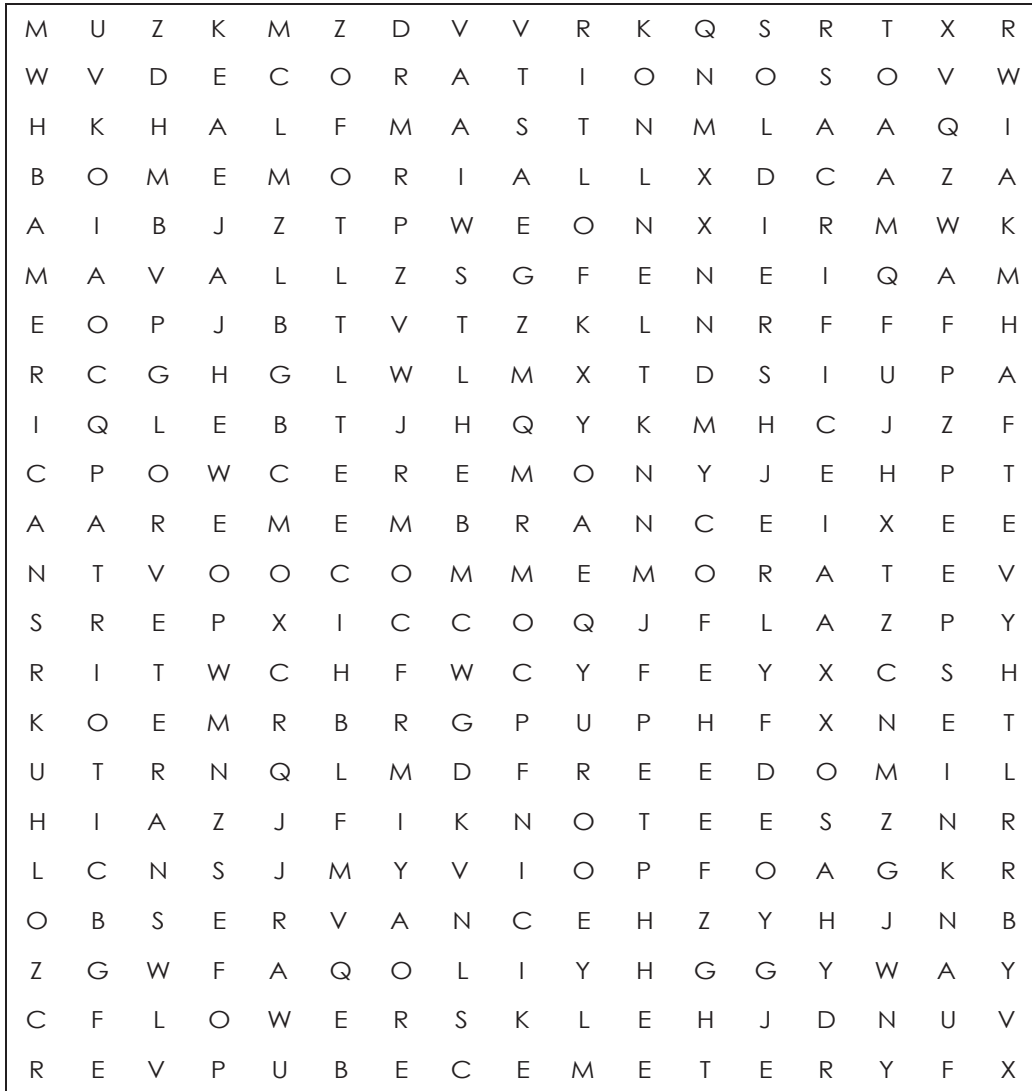 M U Z K M Z D V V R K Q S R T X R
W V D E C O R A T I O N O S O V W
H K H A L F M A S T N M L A A Q I
B O M E M O R I A L L X D C A Z A
A I B J Z T P W E O N X I R M W K
M A V A L L Z S G F E N E I Q A M
E O P J B T V T Z K L N R F F F H
R C G H G L W L M X T D S I U P A
I Q L E B T J H Q Y K M H C J Z F
C P O W C E R E M O N Y J E H P T
A A R E M E M B R A N C E I X E E
N T V O O C O M M E M O R A T E V
S R E P X I C C O Q J F L A Z P Y
R I T W C H F W C Y F E Y X C S H
K O E M R B R G P U P H F X N E T
U T R N Q L M D F R E E D O M I L
H I A Z J F I K N O T E E S Z N R
L C N S J M Y V I O P F O A G K R
O B S E R V A N C E H Z Y H J N B
Z G W F A Q O L I Y H G G Y W A Y
C F L O W E R S K L E H J D N U V
R E V P U B E C E M E T E R Y F X